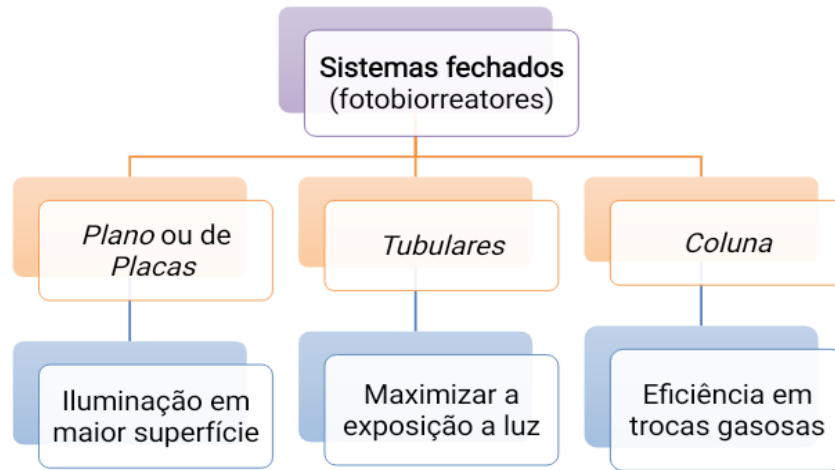 Sistemas fechados
(fotobiorreatores)
Plano ou de
Placas
Tubulares
Coluna
Iluminação em
maior superfície
Maximizar a
exposição a luz
Eficiência em
trocas gasosas